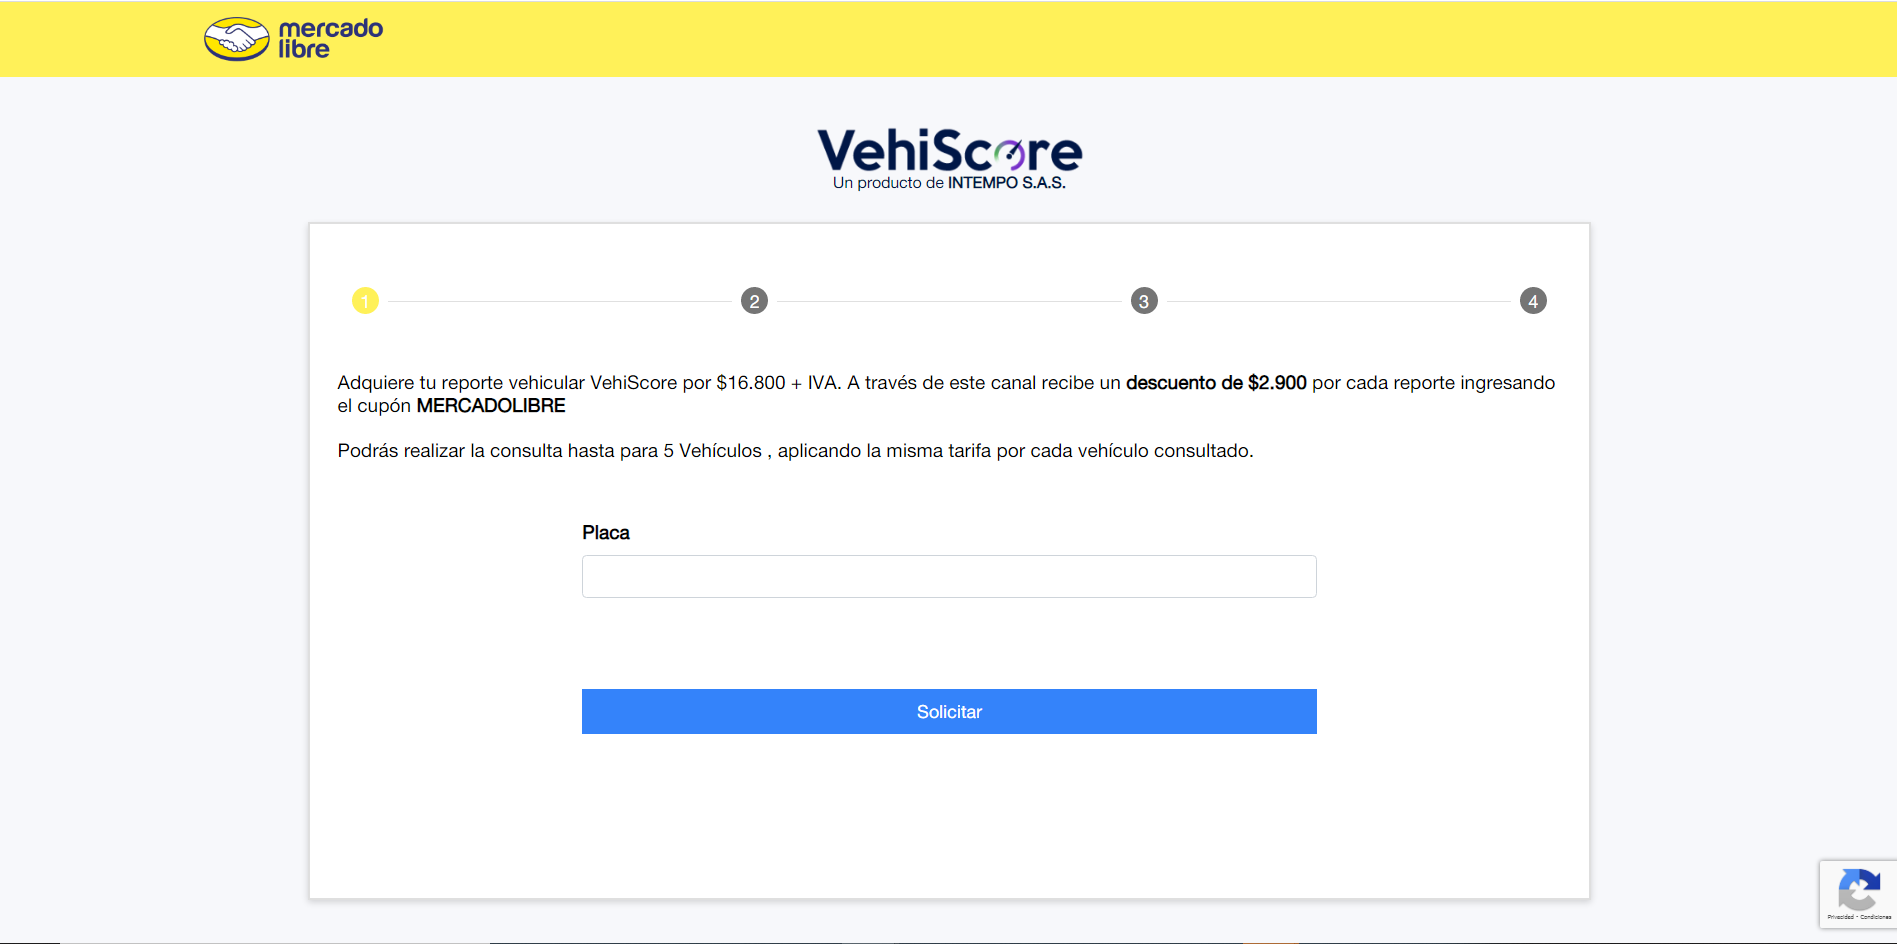 mercado
libre
VehiScore
Un producto de INTEMPO S.A.S.
1
2
3
4
Adquiere tu reporte vehicular VehiScore por $16.800 + IVA. A través de este canal recibe un descuento de $2.900 por cada reporte ingresando
el cupón MERCADOLIBRE
Podrás realizar la consulta hasta para 5 Vehículos , aplicando la misma tarifa por cada vehículo consultado.
Placa
Solicitar
Privacidad - Condiciones